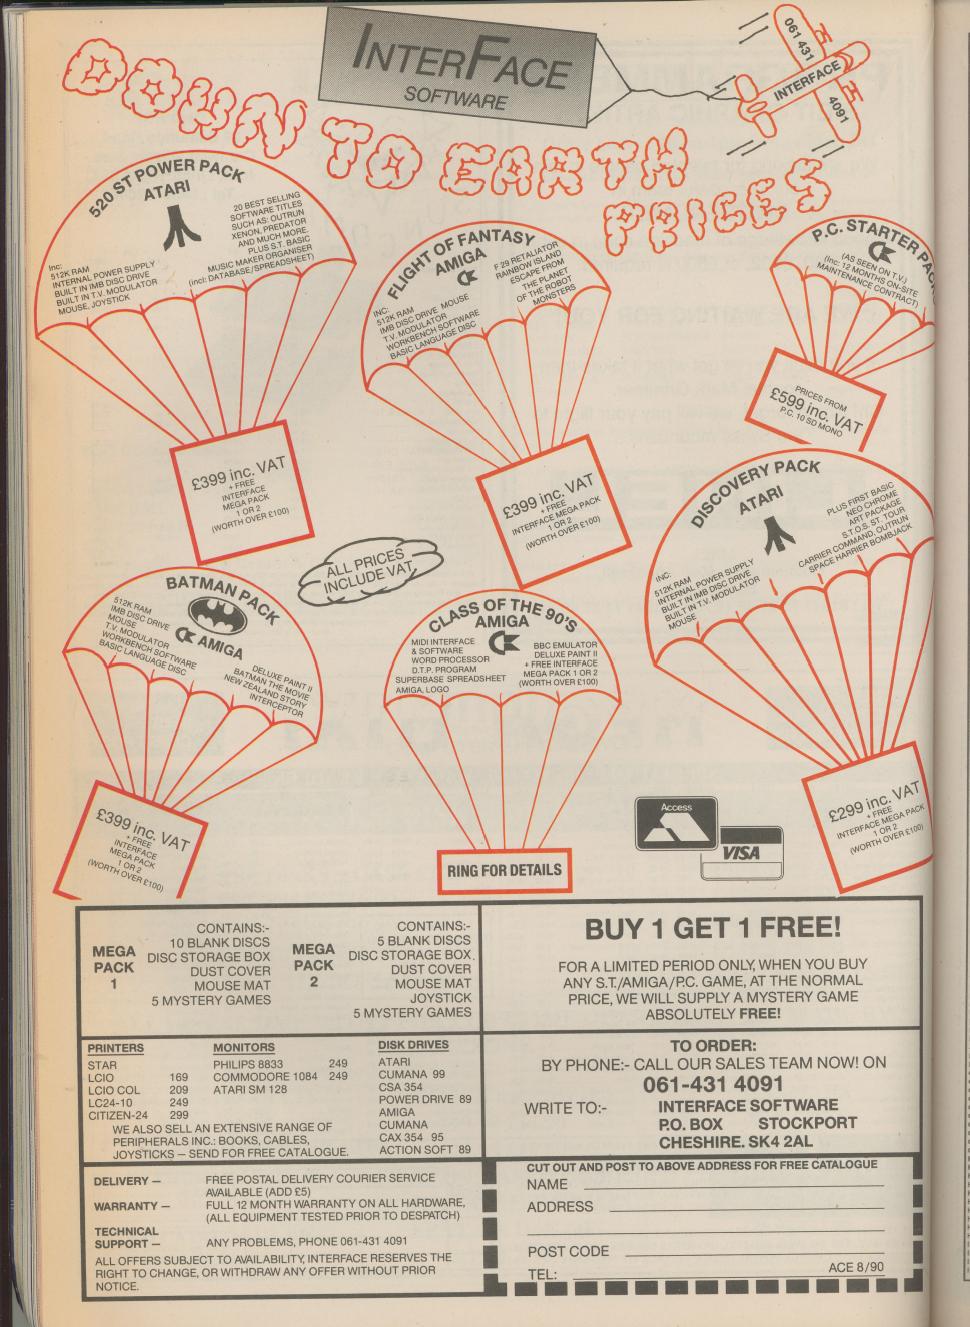 INTERFACE
SOFTWARE
061 431
INTERFACE
4091
DOWN TO EARTH
PRICES
520 ST POWER PACK
ATARI
Inc:
512K RAM
INTERNAL POWER SUPPLY
BUILT IN IMB DISC DRIVE
BUILT IN T.V. MODULATOR
MOUSE, JOYSTICK
20 BEST SELLING
SOFTWARE TITLES
SUCH AS: OUTRUN
XENON, PREDATOR
AND MUCH MORE.
PLUS S.T. BASIC
MUSIC MAKER ORGANISER
(incl: DATABASE/SPREADSHEET)
£399 inc. VAT
+ FREE
INTERFACE
MEGA PACK
1 OR 2
(WORTH OVER £100)
FLIGHT OF FANTASY
AMIGA
INC:
512K RAM
IMB DISC DRIVE MOUSE
T.V. MODULATOR
WORKBENCH SOFTWARE
BASIC LANGUAGE DISC
F 29 RETALIATOR
RAINBOW ISLAND
ESCAPE FROM
THE PLANET
OF THE ROBOT
MONSTERS
£399 inc. VAT
+ FREE
INTERFACE MEGA PACK
1 OR 2
(WORTH OVER £100)
P.C. STARTER PACK
(AS SEEN ON T.V.)
(Inc: 12 MONTHS ON-SITE
MAINTENANCE CONTRACT)
PRICES FROM
£599 inc. VAT
P.C. 10 SD MONO
DISCOVERY PACK
ATARI
INC:
512K RAM
INTERNAL POWER SUPPLY
BUILT IN IMB DISC DRIVE
BUILT IN T.V. MODULATOR
MOUSE
PLUS FIRST BASIC
NEO CHROME
ART PACKAGE
S.T.O.S. ST. TOUR
CARRIER COMMAND, OUTRUN
SPACE HARRIER BOMBJACK
£299 inc. VAT
+ FREE
INTERFACE MEGA PACK
1 OR 2
(WORTH OVER £100)
ALL PRICES
INCLUDE VAT
BATMAN PACK
AMIGA
512K RAM
IMB DISC DRIVE
MOUSE
T.V. MODULATOR
WORKBENCH SOFTWARE
BASIC LANGUAGE DISC
DELUXE PAINT II
BATMAN THE MOVIE
NEW ZEALAND STORY
INTERCEPTOR
£399 inc. VAT
+ FREE
INTERFACE
MEGA PACK
1 OR 2
(WORTH OVER £100)
CLASS OF THE 90'S
AMIGA
MIDI INTERFACE
& SOFTWARE
WORD PROCESSOR
D.T.P. PROGRAM
SUPERBASE SPREADSHEET
AMIGA, LOGO
BBC EMULATOR
DELUXE PAINT II
+ FREE INTERFACE
MEGA PACK 1 OR 2
(WORTH OVER £100)
RING FOR DETAILS
Access
VISA
MEGA
PACK
1
CONTAINS:-
10 BLANK DISCS
DISC STORAGE BOX
DUST COVER
MOUSE MAT
5 MYSTERY GAMES
MEGA
PACK
2
CONTAINS:-
5 BLANK DISCS
DISC STORAGE BOX
DUST COVER
MOUSE MAT
JOYSTICK
5 MYSTERY GAMES
BUY 1 GET 1 FREE!
FOR A LIMITED PERIOD ONLY, WHEN YOU BUY
ANY S.T./AMIGA/P.C. GAME, AT THE NORMAL
PRICE, WE WILL SUPPLY A MYSTERY GAME
ABSOLUTELY FREE!
PRINTERS
STAR
LCIO 169
LCIO COL 209
LC24-10 249
CITIZEN-24 299
MONITORS
PHILIPS 8833 249
COMMODORE 1084 249
ATARI SM 128
DISK DRIVES
ATARI
CUMANA 99
CSA 354
POWER DRIVE 89
AMIGA
CUMANA
CAX 354 95
ACTION SOFT 89
WE ALSO SELL AN EXTENSIVE RANGE OF
PERIPHERALS INC.: BOOKS, CABLES,
JOYSTICKS — SEND FOR FREE CATALOGUE.
TO ORDER:
BY PHONE:- CALL OUR SALES TEAM NOW! ON
061-431 4091
WRITE TO:- INTERFACE SOFTWARE
P.O. BOX STOCKPORT
CHESHIRE. SK4 2AL
DELIVERY — FREE POSTAL DELIVERY COURIER SERVICE
AVAILABLE (ADD £5)
WARRANTY — FULL 12 MONTH WARRANTY ON ALL HARDWARE,
(ALL EQUIPMENT TESTED PRIOR TO DESPATCH)
TECHNICAL
SUPPORT — ANY PROBLEMS, PHONE 061-431 4091
ALL OFFERS SUBJECT TO AVAILABILITY, INTERFACE RESERVES THE
RIGHT TO CHANGE, OR WITHDRAW ANY OFFER WITHOUT PRIOR
NOTICE.
CUT OUT AND POST TO ABOVE ADDRESS FOR FREE CATALOGUE
NAME
ADDRESS
POST CODE
TEL:
ACE 8/90